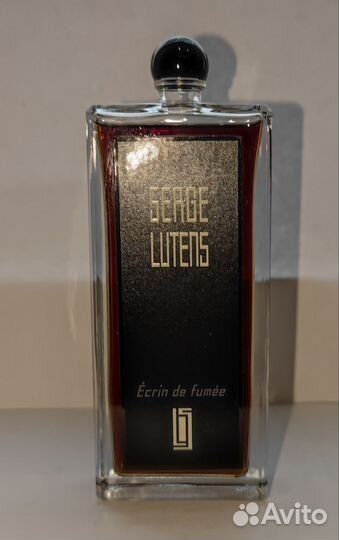 SERGE
LUTENS
Écrin de fumée
Avito